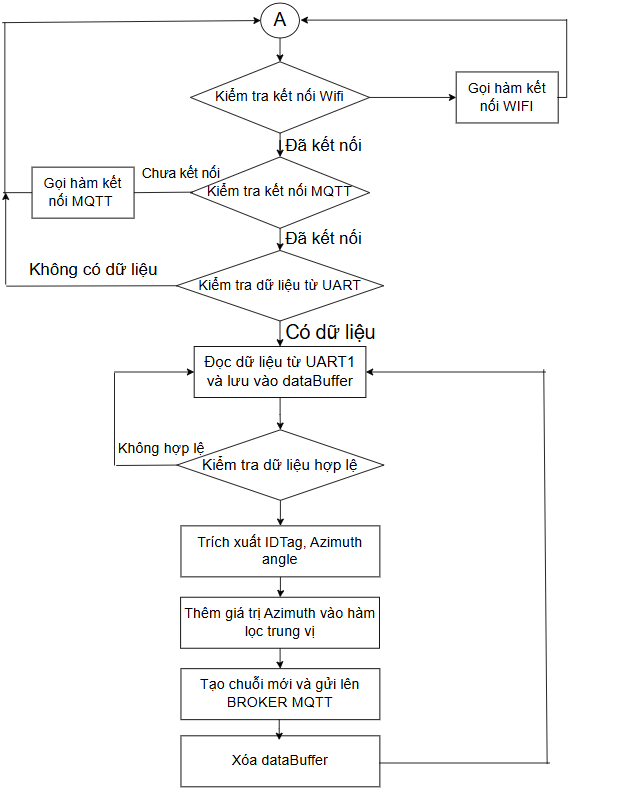 A
Kiểm tra kết nối Wifi
Gọi hàm kết
nối WIFI
Đã kết nối
Chưa kết nối
Gọi hàm kết
nối MQTT
Kiểm tra kết nối MQTT
Đã kết nối
Không có dữ liệu
Kiểm tra dữ liệu từ UART
Có dữ liệu
Đọc dữ liệu từ UART1
và lưu vào dataBuffer
Không hợp lệ
Kiểm tra dữ liệu hợp lệ
Trích xuất IDTag, Azimuth
angle
Thêm giá trị Azimuth vào hàm
lọc trung vị
Tạo chuỗi mới và gửi lên
BROKER MQTT
Xóa dataBuffer